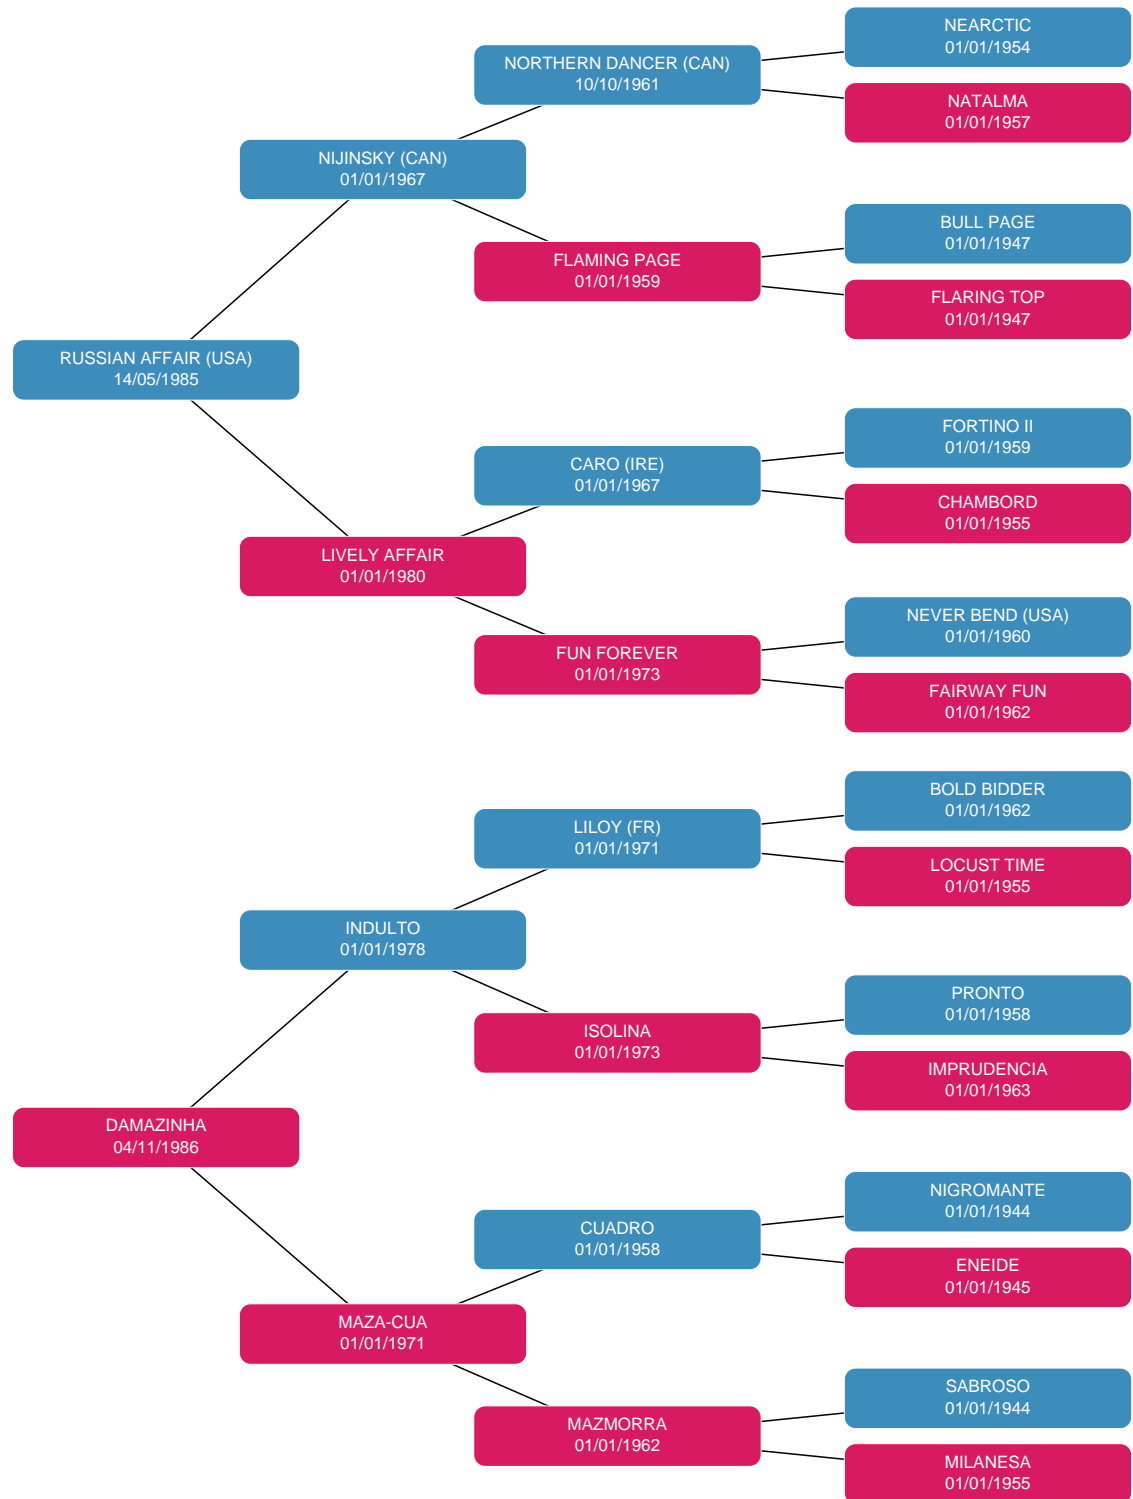 NEARCTIC
01/01/1954
NORTHERN DANCER (CAN)
10/10/1961
NATALMA
01/01/1957
NIJINSKY (CAN)
01/01/1967
BULL PAGE
01/01/1947
FLAMING PAGE
01/01/1959
FLARING TOP
01/01/1947
RUSSIAN AFFAIR (USA)
14/05/1985
FORTINO II
01/01/1959
CARO (IRE)
01/01/1967
CHAMBORD
01/01/1955
LIVELY AFFAIR
01/01/1980
NEVER BEND (USA)
01/01/1960
FUN FOREVER
01/01/1973
FAIRWAY FUN
01/01/1962
BOLD BIDDER
01/01/1962
LILOY (FR)
01/01/1971
LOCUST TIME
01/01/1955
INDULTO
01/01/1978
PRONTO
01/01/1958
ISOLINA
01/01/1973
IMPRUDENCIA
01/01/1963
DAMAZINHA
04/11/1986
NIGROMANTE
01/01/1944
CUADRO
01/01/1958
ENEIDE
01/01/1945
MAZA-CUA
01/01/1971
SABROSO
01/01/1944
MAZMORRA
01/01/1962
MILANESA
01/01/1955